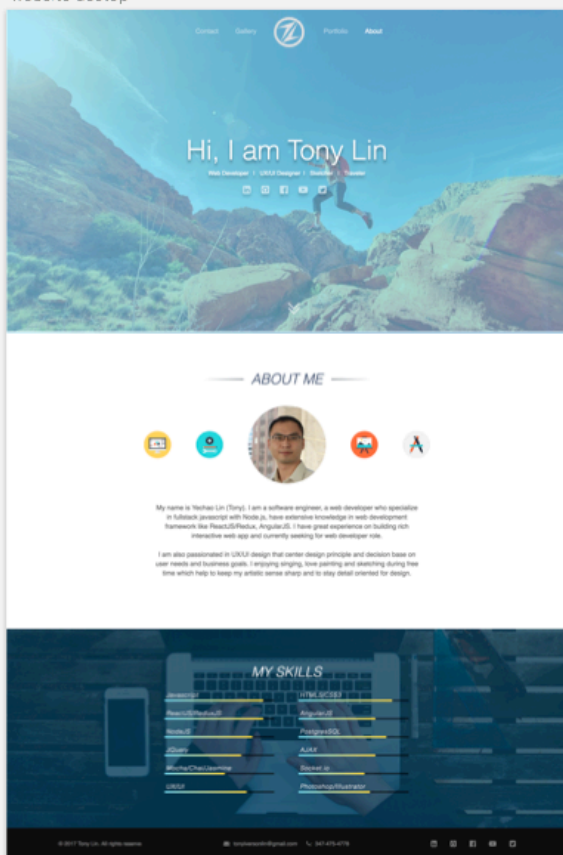 Contact Gallery Portfolio About
Hi, I am Tony Lin
Web Developer | UX/UI Designer | Sketcher | Traveler
ABOUT ME
My name is Yechao Lin (Tony). I am a software engineer, a web developer who specialize
in fullstack javascript with Node.js, have extensive knowledge in web development
framework like ReactJS/Redux, AngularJS. I have great experience on building rich
interactive web app and currently seeking for web developer role.
I am also passionated in UX/UI design that center design principle and decision base on
user needs and business goals. I enjoying singing, love painting and sketching during free
time which help to keep my artistic sense sharp and to stay detail oriented for design.
MY SKILLS
Javascript HTML5/CSS3
ReactJS/ReduxJS AngularJS
NodeJS PostgresSQL
JQuery AJAX
Mocha/Chai/Jasmine Socket.io
UX/UI Photoshop/Illustrator
© 2017 Tony Lin. All rights reserve 347-475-4778